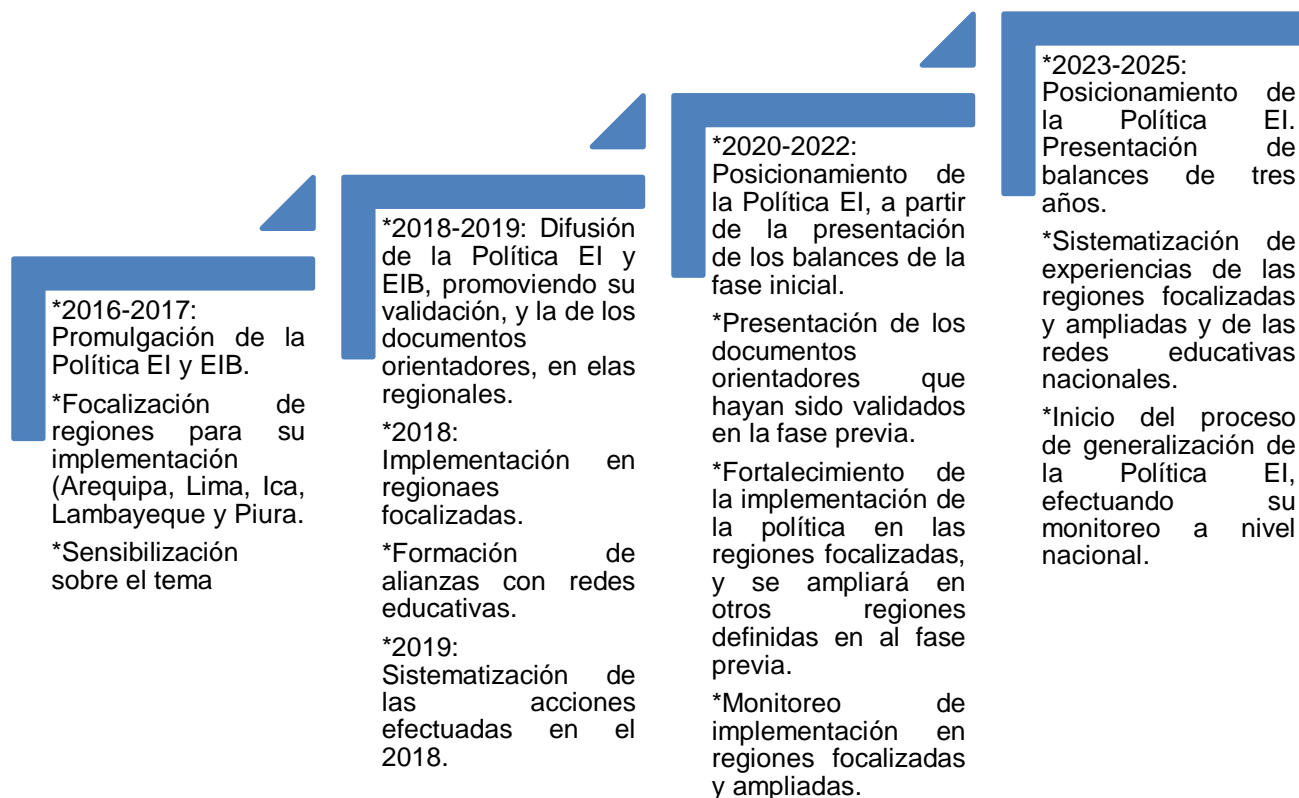 *2016-2017:
Promulgación de la
Política EI y EIB.
*Focalización de
regiones para su
implementación
(Arequipa, Lima, Ica,
Lambayeque y Piura.
*Sensibilización
sobre el tema
*2018-2019: Difusión
de la Política EI y
EIB, promoviendo su
validación, y la de los
documentos
orientadores, en elas
regionales.
*2018:
Implementación en
regionaes
focalizadas.
*Formación de
alianzas con redes
educativas.
*2019:
Sistematización de
las acciones
efectuadas en el
2018.
*2020-2022:
Posicionamiento de
la Política EI, a partir
de la presentación
de los balances de la
fase inicial.
*Presentación de los
documentos
orientadores que
hayan sido validados
en la fase previa.
*Fortalecimiento de
la implementación de
la política en las
regiones focalizadas,
y se ampliará en
otros regiones
definidas en al fase
previa.
*Monitoreo de
implementación en
regiones focalizadas
y ampliadas.
*2023-2025:
Posicionamiento de
la Política EI.
Presentación de
balances de tres
años.
*Sistematización de
experiencias de las
regiones focalizadas
y ampliadas y de las
redes educativas
nacionales.
*Inicio del proceso
de generalización de
la Política EI,
efectuando su
monitoreo a nivel
nacional.